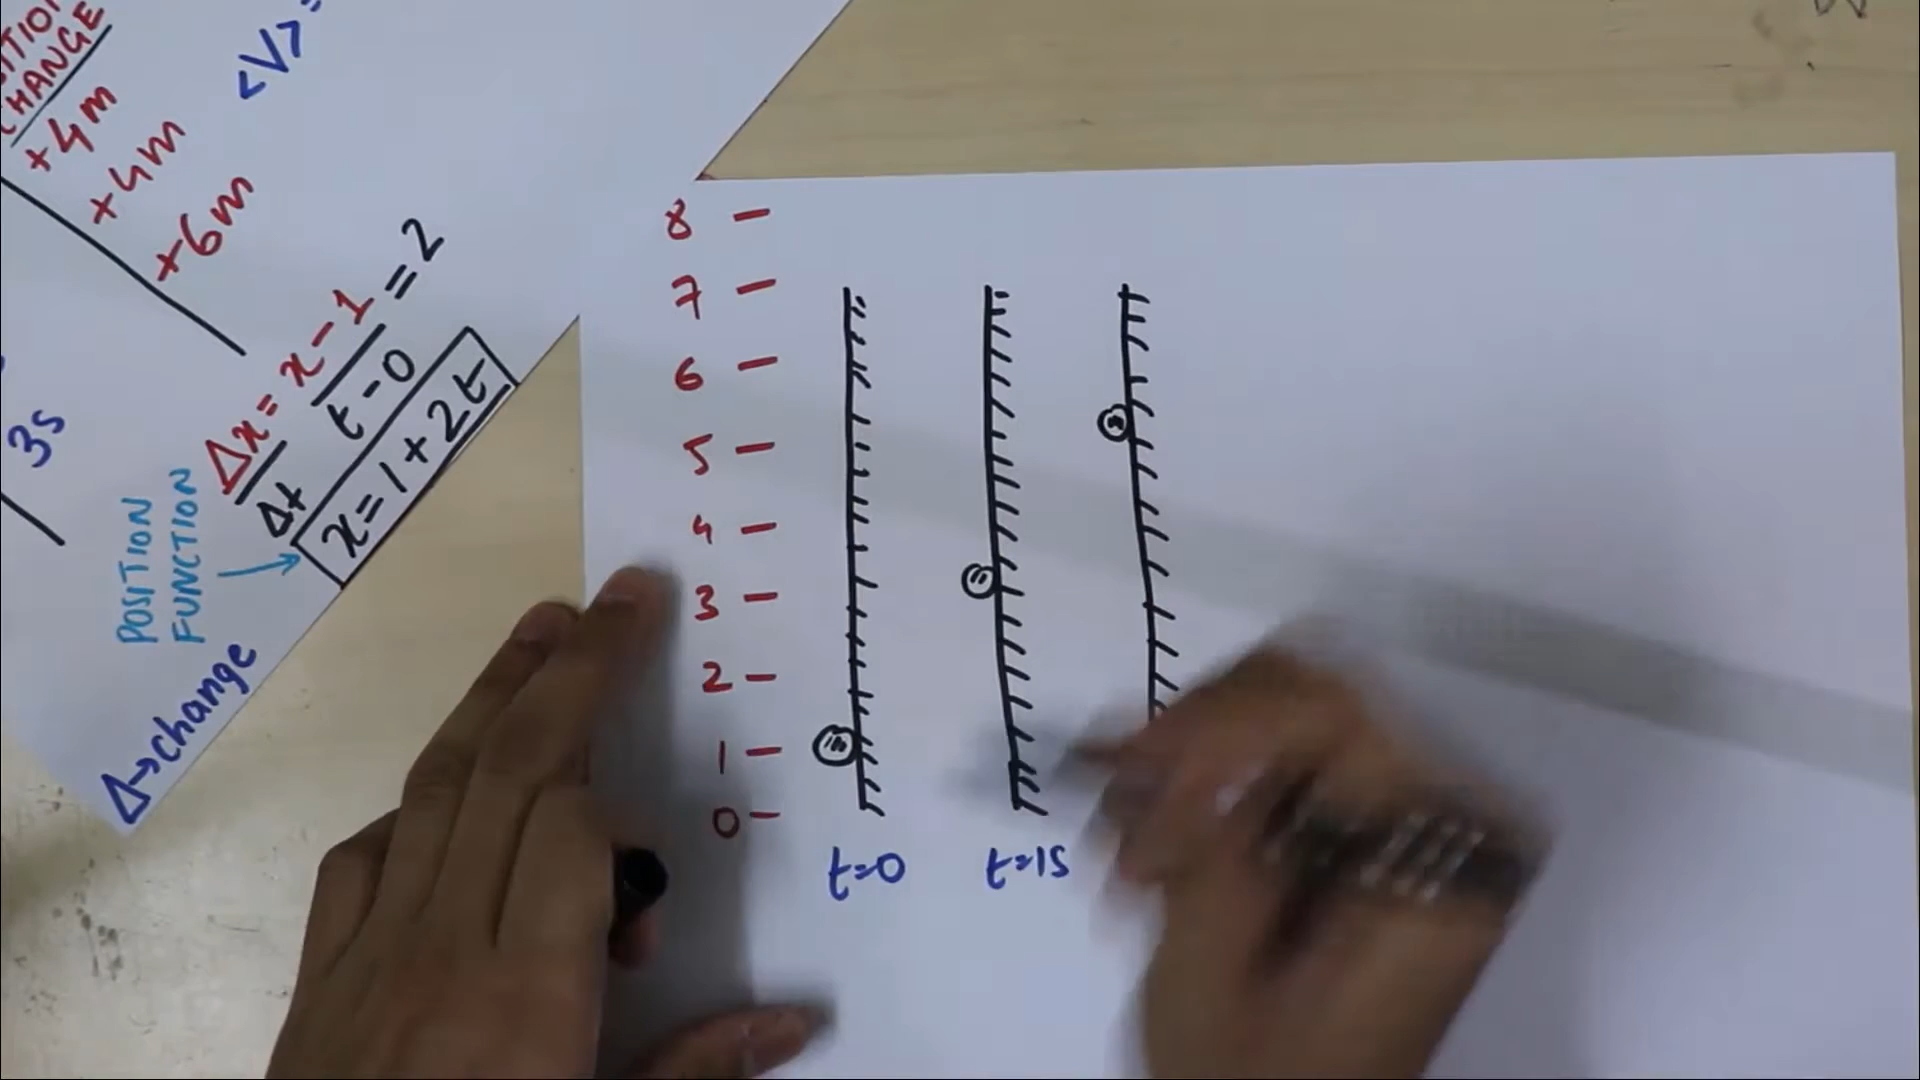 CHANGE
+4m
+4m
+6m
<V> =
3s
Δx = x-1 = 2
Δt t-0
x = 1 + 2t
POSITION
FUNCTION
Δ→change
8 -
7 -
6 -
5 -
4 -
3 -
2 -
1 -
0 -
t=0 t=1s